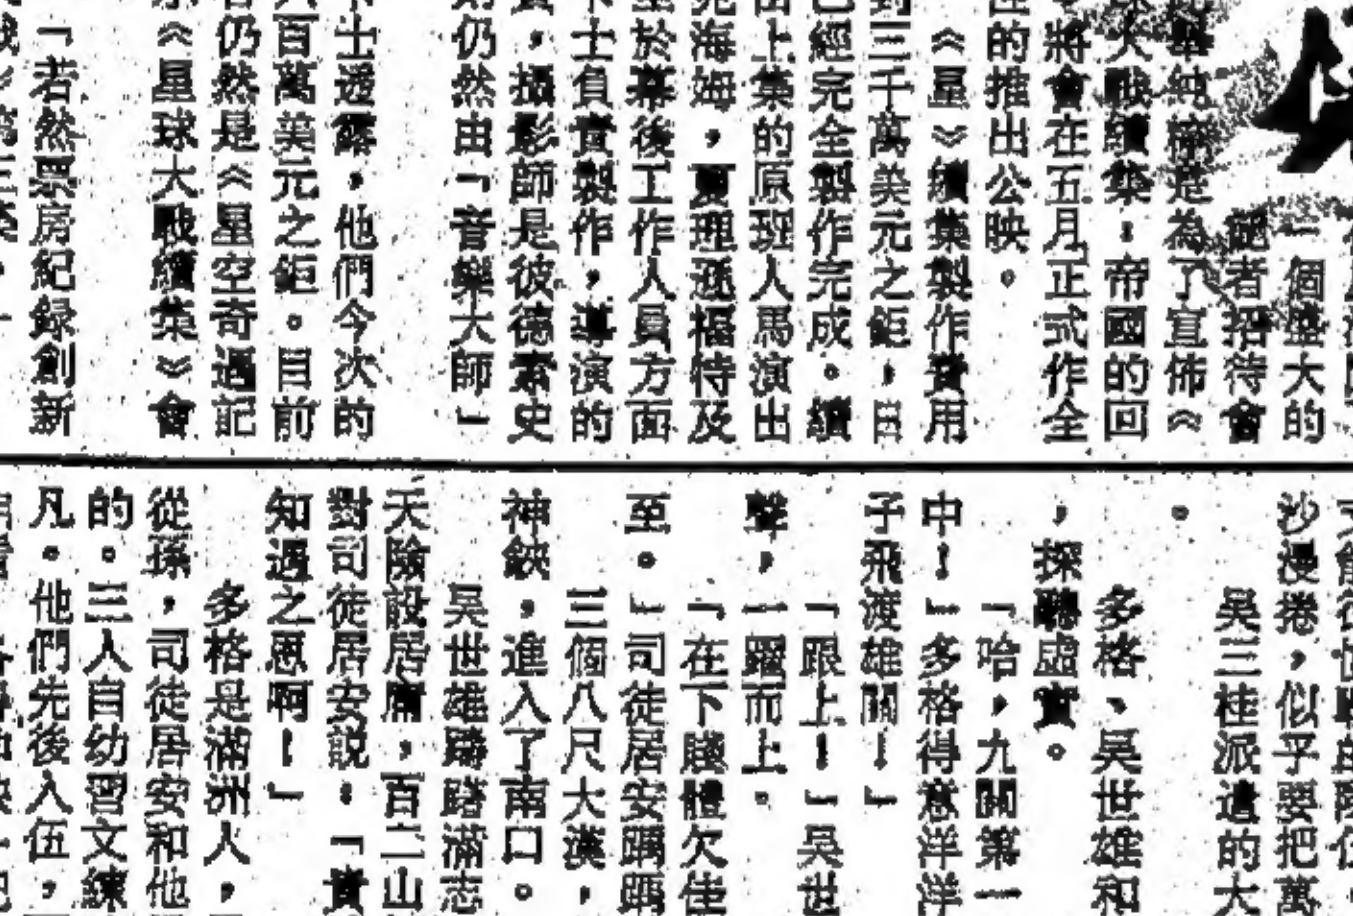 一個盛大的
者招待會
單純粹是為了宣佈《
大戰續集：帝國的回
將會在五月正式作全
的推出公映。
《星》續集製作費用
三千萬美元之鉅，日
已經完全製作完成。續
由上集的原班人馬演出
克海姆，夏理遜福特及
至於幕後工作人員方面
士負責製作，導演的
，攝影師是彼德索史
仍然由「音樂大師」
士透露，他們今次的
百萬美元之鉅。目前
仍然是《星空奇遇記
《星球大戰續集》會
「若然票房紀録創新
沙漫捲，似乎要把萬
吳三桂派遣的大
。
多格、吳世雄和
，探聽虛實。
「哈，九關第一
中！」多格得意洋洋
子飛渡雄關！」
「跟上！」吳世
聲，一躍而上。
「在下賤體欠佳
至。」司徒居安踽踽
三個八尺大漢，
神鋏，進入了南口。
吳世雄躊躇滿志
天險設居庸，百二山
對司徒居安説：「實
知遇之恩啊！」
多格是滿洲人，
從孫，司徒居安和他
的。三人自幼習文練
凡。他們先後入伍，